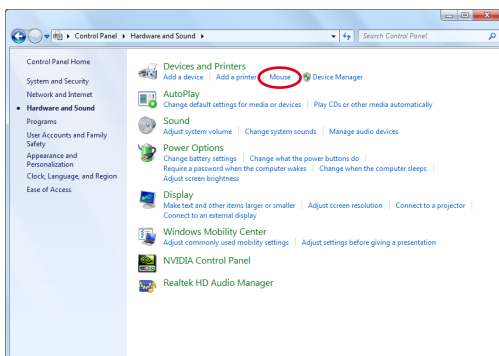 Control Panel ▸ Hardware and Sound ▸
Search Control Panel
Control Panel Home
System and Security
Network and Internet
Hardware and Sound
Programs
User Accounts and Family
Safety
Appearance and
Personalization
Clock, Language, and Region
Ease of Access
Devices and Printers
Add a device | Add a printer | Mouse | Device Manager
AutoPlay
Change default settings for media or devices | Play CDs or other media automatically
Sound
Adjust system volume | Change system sounds | Manage audio devices
Power Options
Change battery settings | Change what the power buttons do |
Require a password when the computer wakes | Change when the computer sleeps |
Adjust screen brightness
Display
Make text and other items larger or smaller | Adjust screen resolution | Connect to a projector |
Connect to an external display
Windows Mobility Center
Adjust commonly used mobility settings | Adjust settings before giving a presentation
NVIDIA Control Panel
Realtek HD Audio Manager